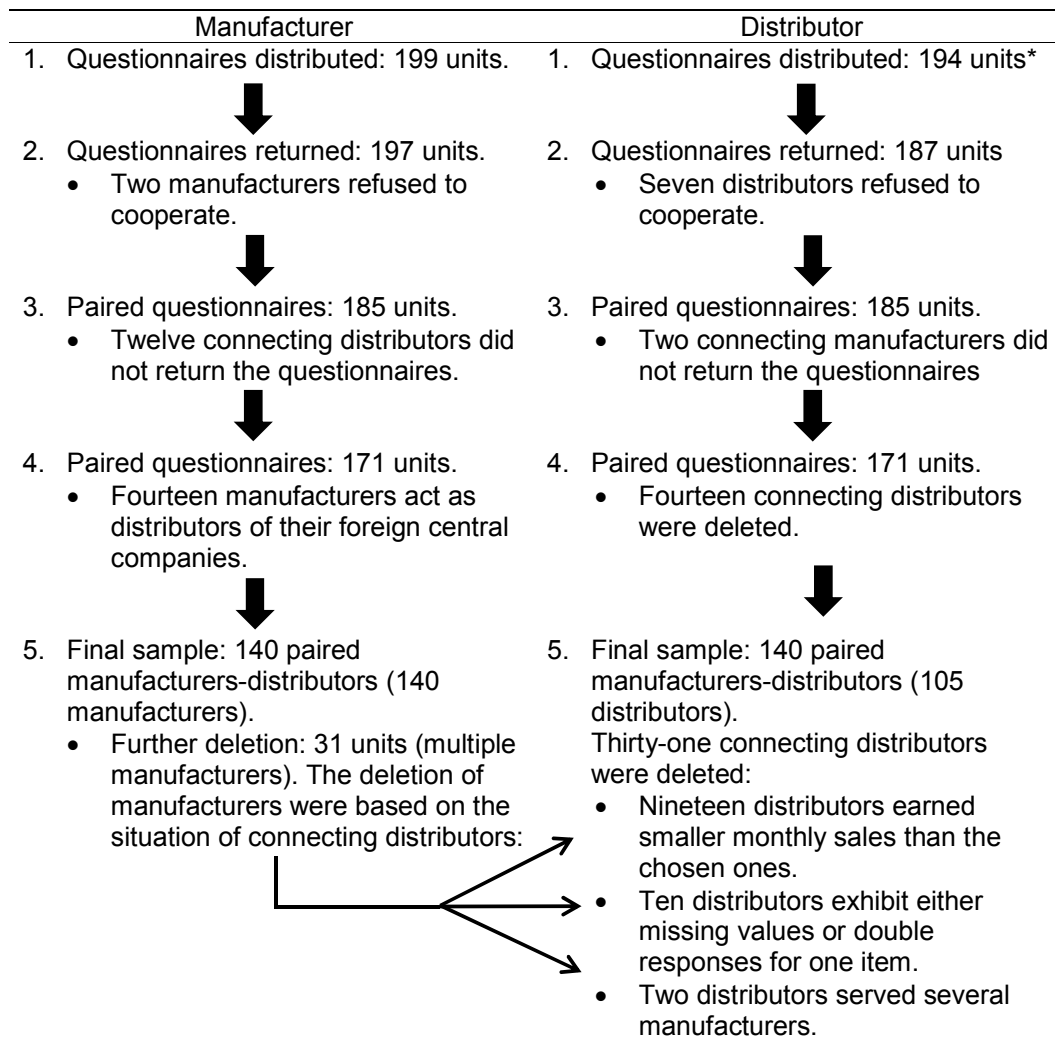 Manufacturer
Distributor
1. Questionnaires distributed: 199 units.
1. Questionnaires distributed: 194 units*
2. Questionnaires returned: 197 units.
• Two manufacturers refused to
cooperate.
2. Questionnaires returned: 187 units
• Seven distributors refused to
cooperate.
3. Paired questionnaires: 185 units.
• Twelve connecting distributors did
not return the questionnaires.
3. Paired questionnaires: 185 units.
• Two connecting manufacturers did
not return the questionnaires
4. Paired questionnaires: 171 units.
• Fourteen manufacturers act as
distributors of their foreign central
companies.
4. Paired questionnaires: 171 units.
• Fourteen connecting distributors
were deleted.
5. Final sample: 140 paired
manufacturers-distributors (140
manufacturers).
• Further deletion: 31 units (multiple
manufacturers). The deletion of
manufacturers were based on the
situation of connecting distributors:
5. Final sample: 140 paired
manufacturers-distributors (105
distributors).
Thirty-one connecting distributors
were deleted:
• Nineteen distributors earned
smaller monthly sales than the
chosen ones.
• Ten distributors exhibit either
missing values or double
responses for one item.
• Two distributors served several
manufacturers.